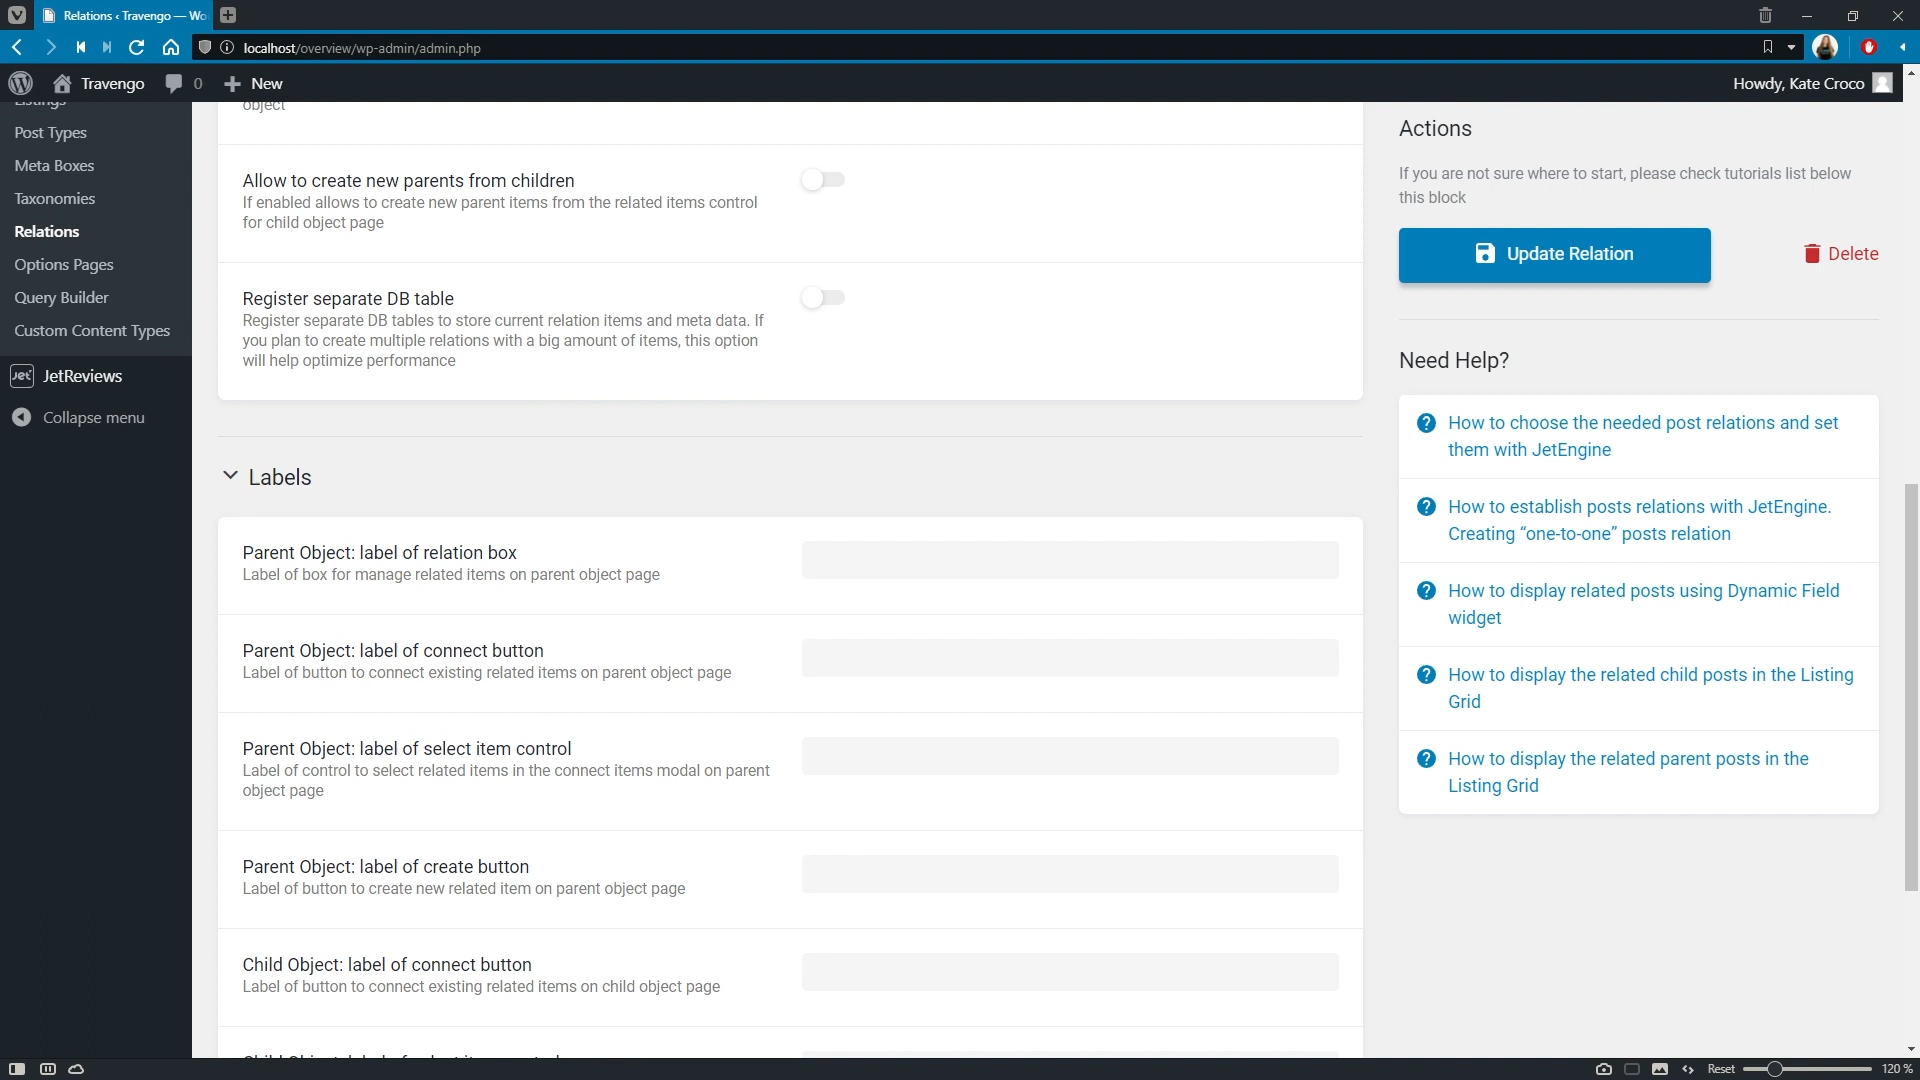 Relations ‹ Travengo — Wo
localhost/overview/wp-admin/admin.php
Travengo
0
New
Howdy, Kate Croco
Listings
Post Types
Meta Boxes
Taxonomies
Relations
Options Pages
Query Builder
Custom Content Types
Jet
JetReviews
Collapse menu
object
Allow to create new parents from children
If enabled allows to create new parent items from the related items control
for child object page
Register separate DB table
Register separate DB tables to store current relation items and meta data. If
you plan to create multiple relations with a big amount of items, this option
will help optimize performance
Labels
Parent Object: label of relation box
Label of box for manage related items on parent object page
Parent Object: label of connect button
Label of button to connect existing related items on parent object page
Parent Object: label of select item control
Label of control to select related items in the connect items modal on parent
object page
Parent Object: label of create button
Label of button to create new related item on parent object page
Child Object: label of connect button
Label of button to connect existing related items on child object page
Actions
If you are not sure where to start, please check tutorials list below
this block
Update Relation
Delete
Need Help?
How to choose the needed post relations and set
them with JetEngine
How to establish posts relations with JetEngine.
Creating “one-to-one” posts relation
How to display related posts using Dynamic Field
widget
How to display the related child posts in the Listing
Grid
How to display the related parent posts in the
Listing Grid
Reset
120 %